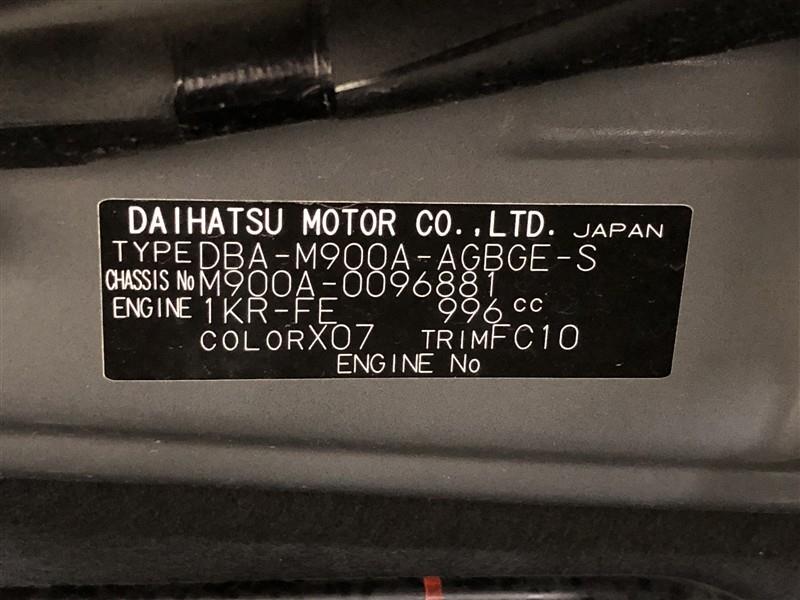 DAIHATSU MOTOR CO.,LTD. JAPAN
TYPE DBA-M900A-AGBGE-S
CHASSIS No M900A-0096881
ENGINE 1KR-FE 996 cc
COLOR X07 TRIM FC10
ENGINE No